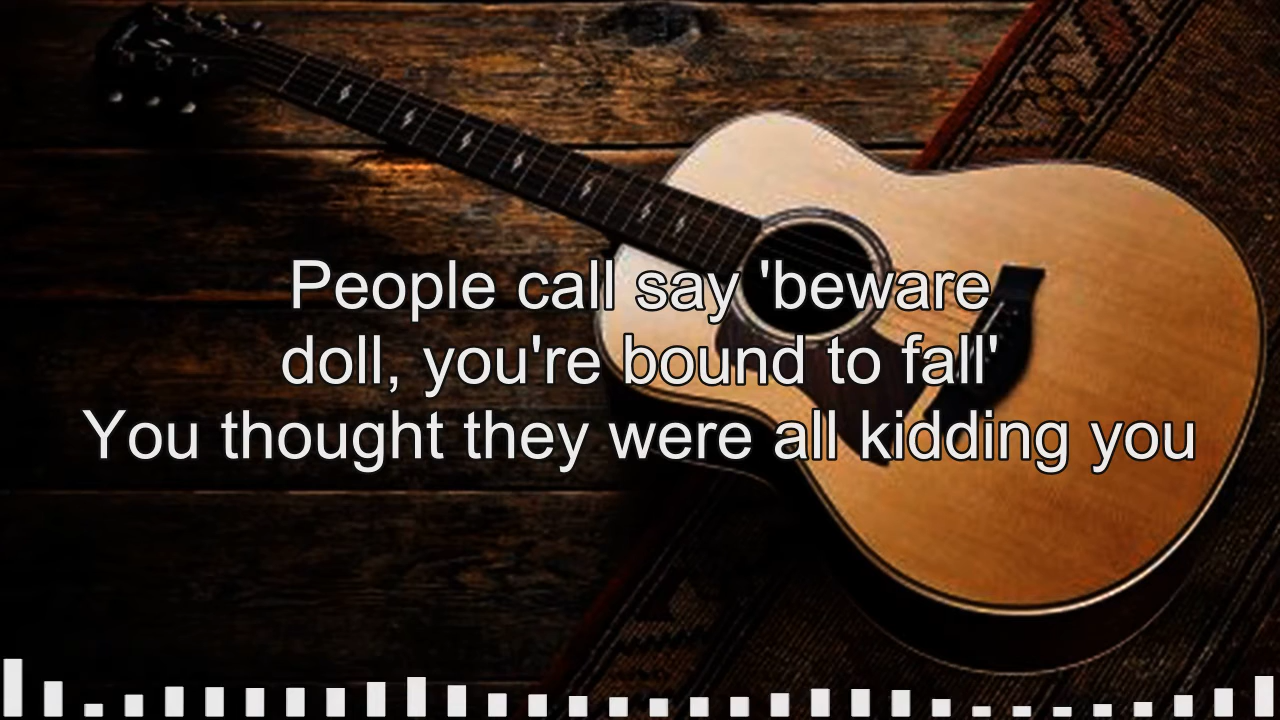 People call say 'beware
doll, you're bound to fall'
You thought they were all kidding you